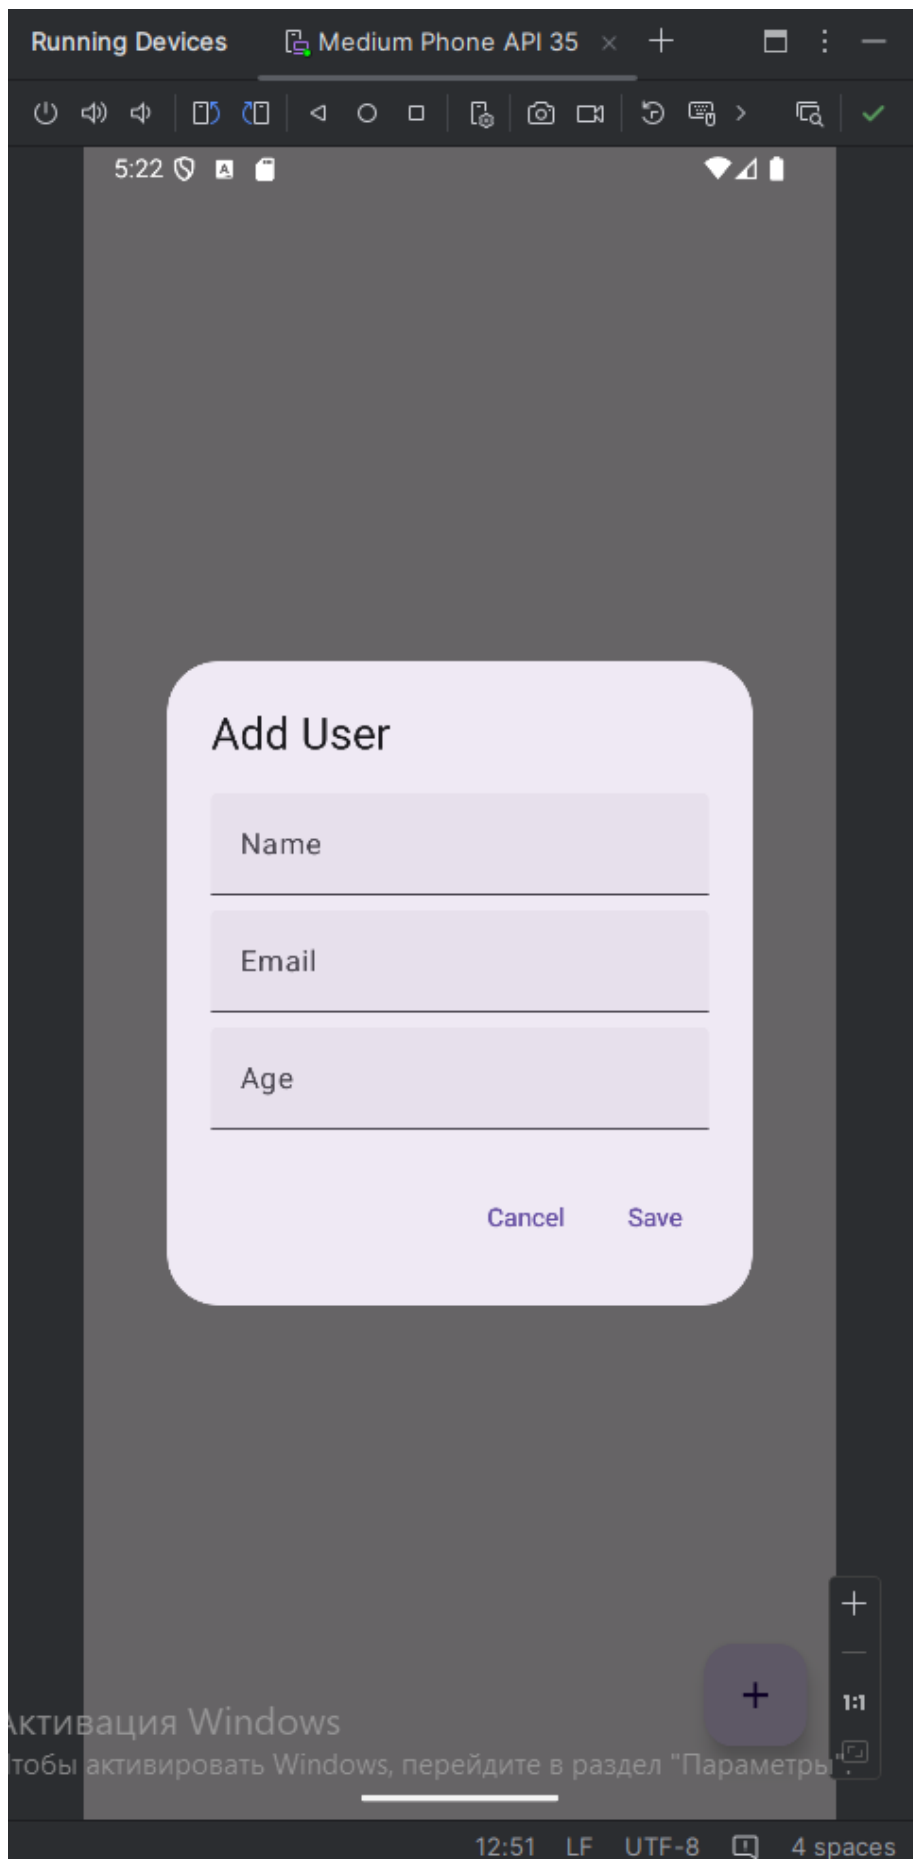 Running Devices Medium Phone API 35
5:22
Add User
Name
Email
Age
Cancel Save
1:1
Активация Windows
Чтобы активировать Windows, перейдите в раздел "Параметры".
12:51 LF UTF-8 4 spaces